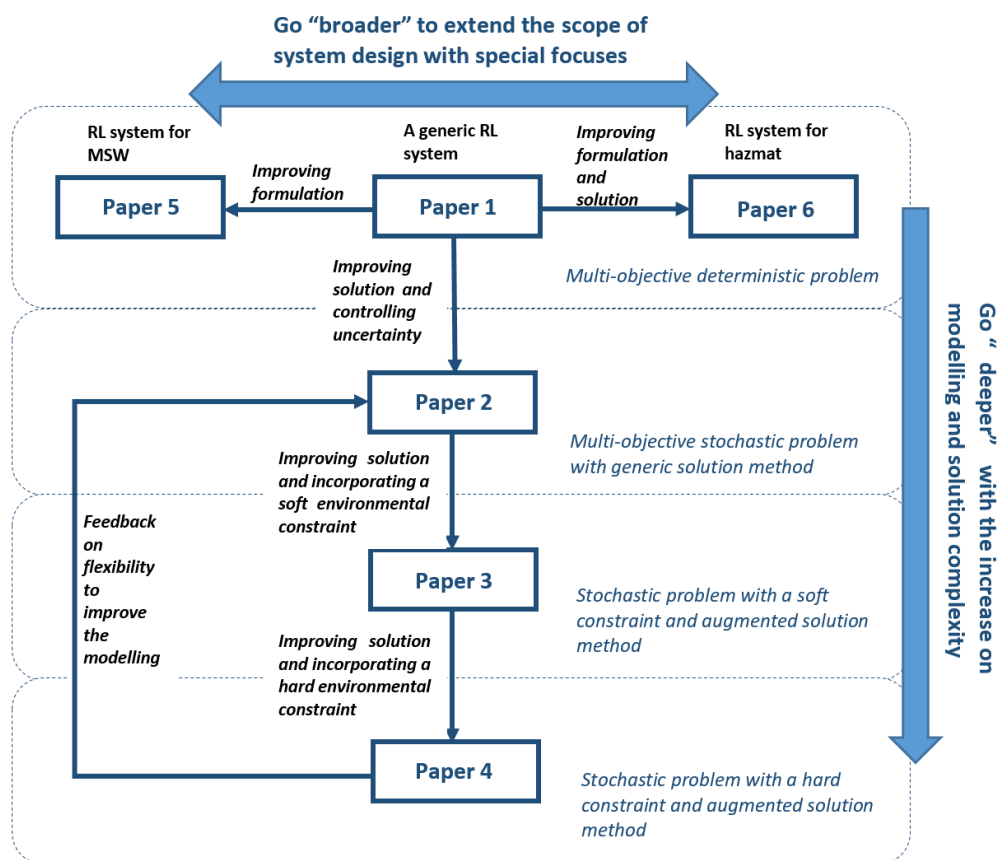 Go “broader” to extend the scope of
system design with special focuses
RL system for
MSW
A generic RL
system
Improving
formulation
and
solution
RL system for
hazmat
Improving
formulation
Paper 5
Paper 1
Paper 6
Improving
solution and
controlling
uncertainty
Multi-objective deterministic problem
Go “ deeper” with the increase on
modelling and solution complexity
Paper 2
Multi-objective stochastic problem
with generic solution method
Improving solution
and incorporating a
soft environmental
constraint
Feedback
on
flexibility
to
improve
the
modelling
Paper 3
Stochastic problem with a soft
constraint and augmented solution
method
Improving solution
and incorporating a
hard environmental
constraint
Paper 4
Stochastic problem with a hard
constraint and augmented solution
method